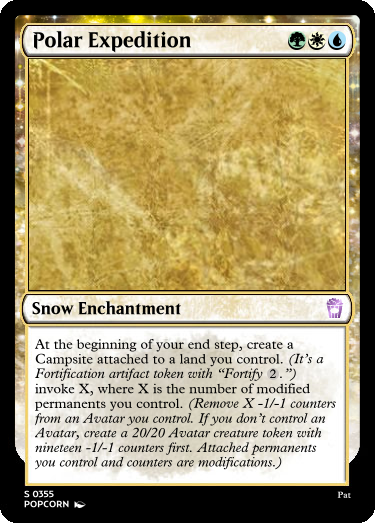 Polar Expedition
Snow Enchantment
At the beginning of your end step, create a
Campsite attached to a land you control. (It's a
Fortification artifact token with “Fortify 2.”)
invoke X, where X is the number of modified
permanents you control. (Remove X -1/-1 counters
from an Avatar you control. If you don't control an
Avatar, create a 20/20 Avatar creature token with
nineteen -1/-1 counters first. Attached permanents
you control and counters are modifications.)
S 0355
POPCORN
Pat